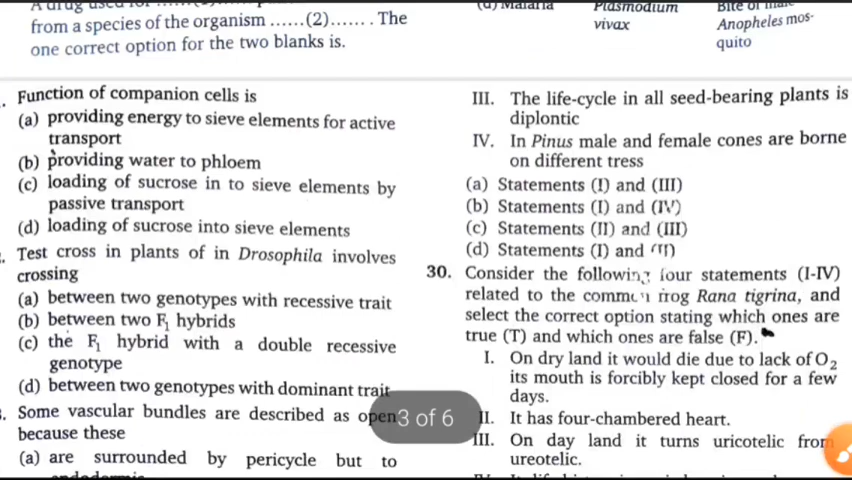 from a species of the organism ......(2)....... . The
one correct option for the two blanks is.
(d) Malaria
Plasmodium
vivax
Anopheles mos-
quito
Function of companion cells is
(a) providing energy to sieve elements for active
transport
(b) providing water to phloem
(c) loading of sucrose in to sieve elements by
passive transport
(d) loading of sucrose into sieve elements
Test cross in plants of in Drosophila involves
crossing
(a) between two genotypes with recessive trait
(b) between two F1 hybrids
(c) the F1 hybrid with a double recessive
genotype
(d) between two genotypes with dominant trait
Some vascular bundles are described as open
because these
(a) are surrounded by pericycle but to
III. The life-cycle in all seed-bearing plants is
diplontic
IV. In Pinus male and female cones are borne
on different tress
(a) Statements (I) and (III)
(b) Statements (I) and (IV)
(c) Statements (II) and (III)
(d) Statements (I) and
30. Consider the following four statements (I-IV)
related to the common frog Rana tigrina, and
select the correct option stating which ones are
true (T) and which ones are false (F).
I. On dry land it would die due to lack of O2
its mouth is forcibly kept closed for a few
days.
II. It has four-chambered heart.
III. On day land it turns uricotelic from
ureotelic.
3 of 6